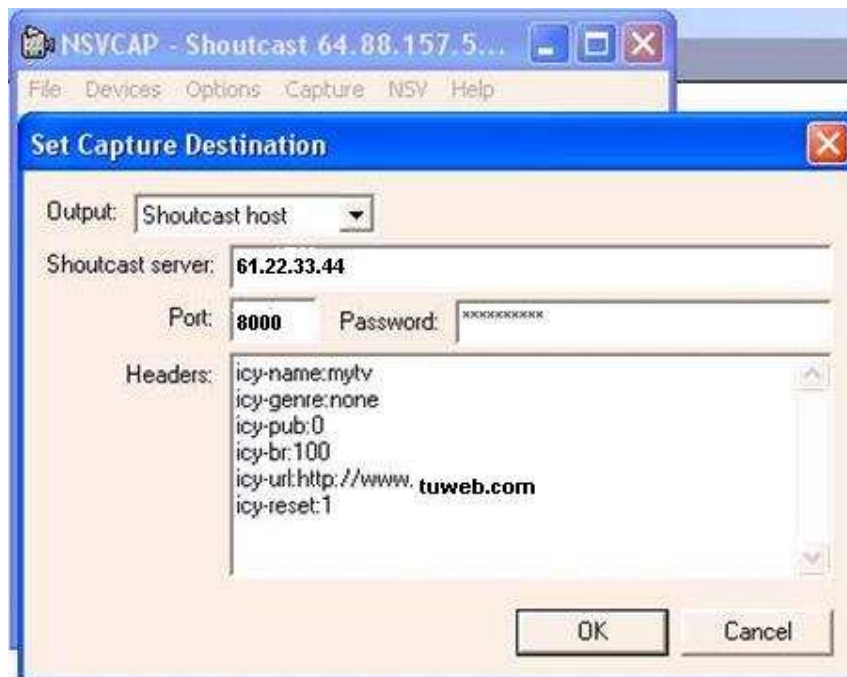 NSVCAP - Shoutcast 64.88.157.5...
File Devices Options Capture NSV Help
Set Capture Destination
Output: Shoutcast host
Shoutcast server: 61.22.33.44
Port: 8000 Password: xxxxxxxxxx
Headers: icy-name:mytv
icy-genre:none
icy-pub:0
icy-br:100
icy-url:http://www. tuweb.com
icy-reset:1
OK Cancel